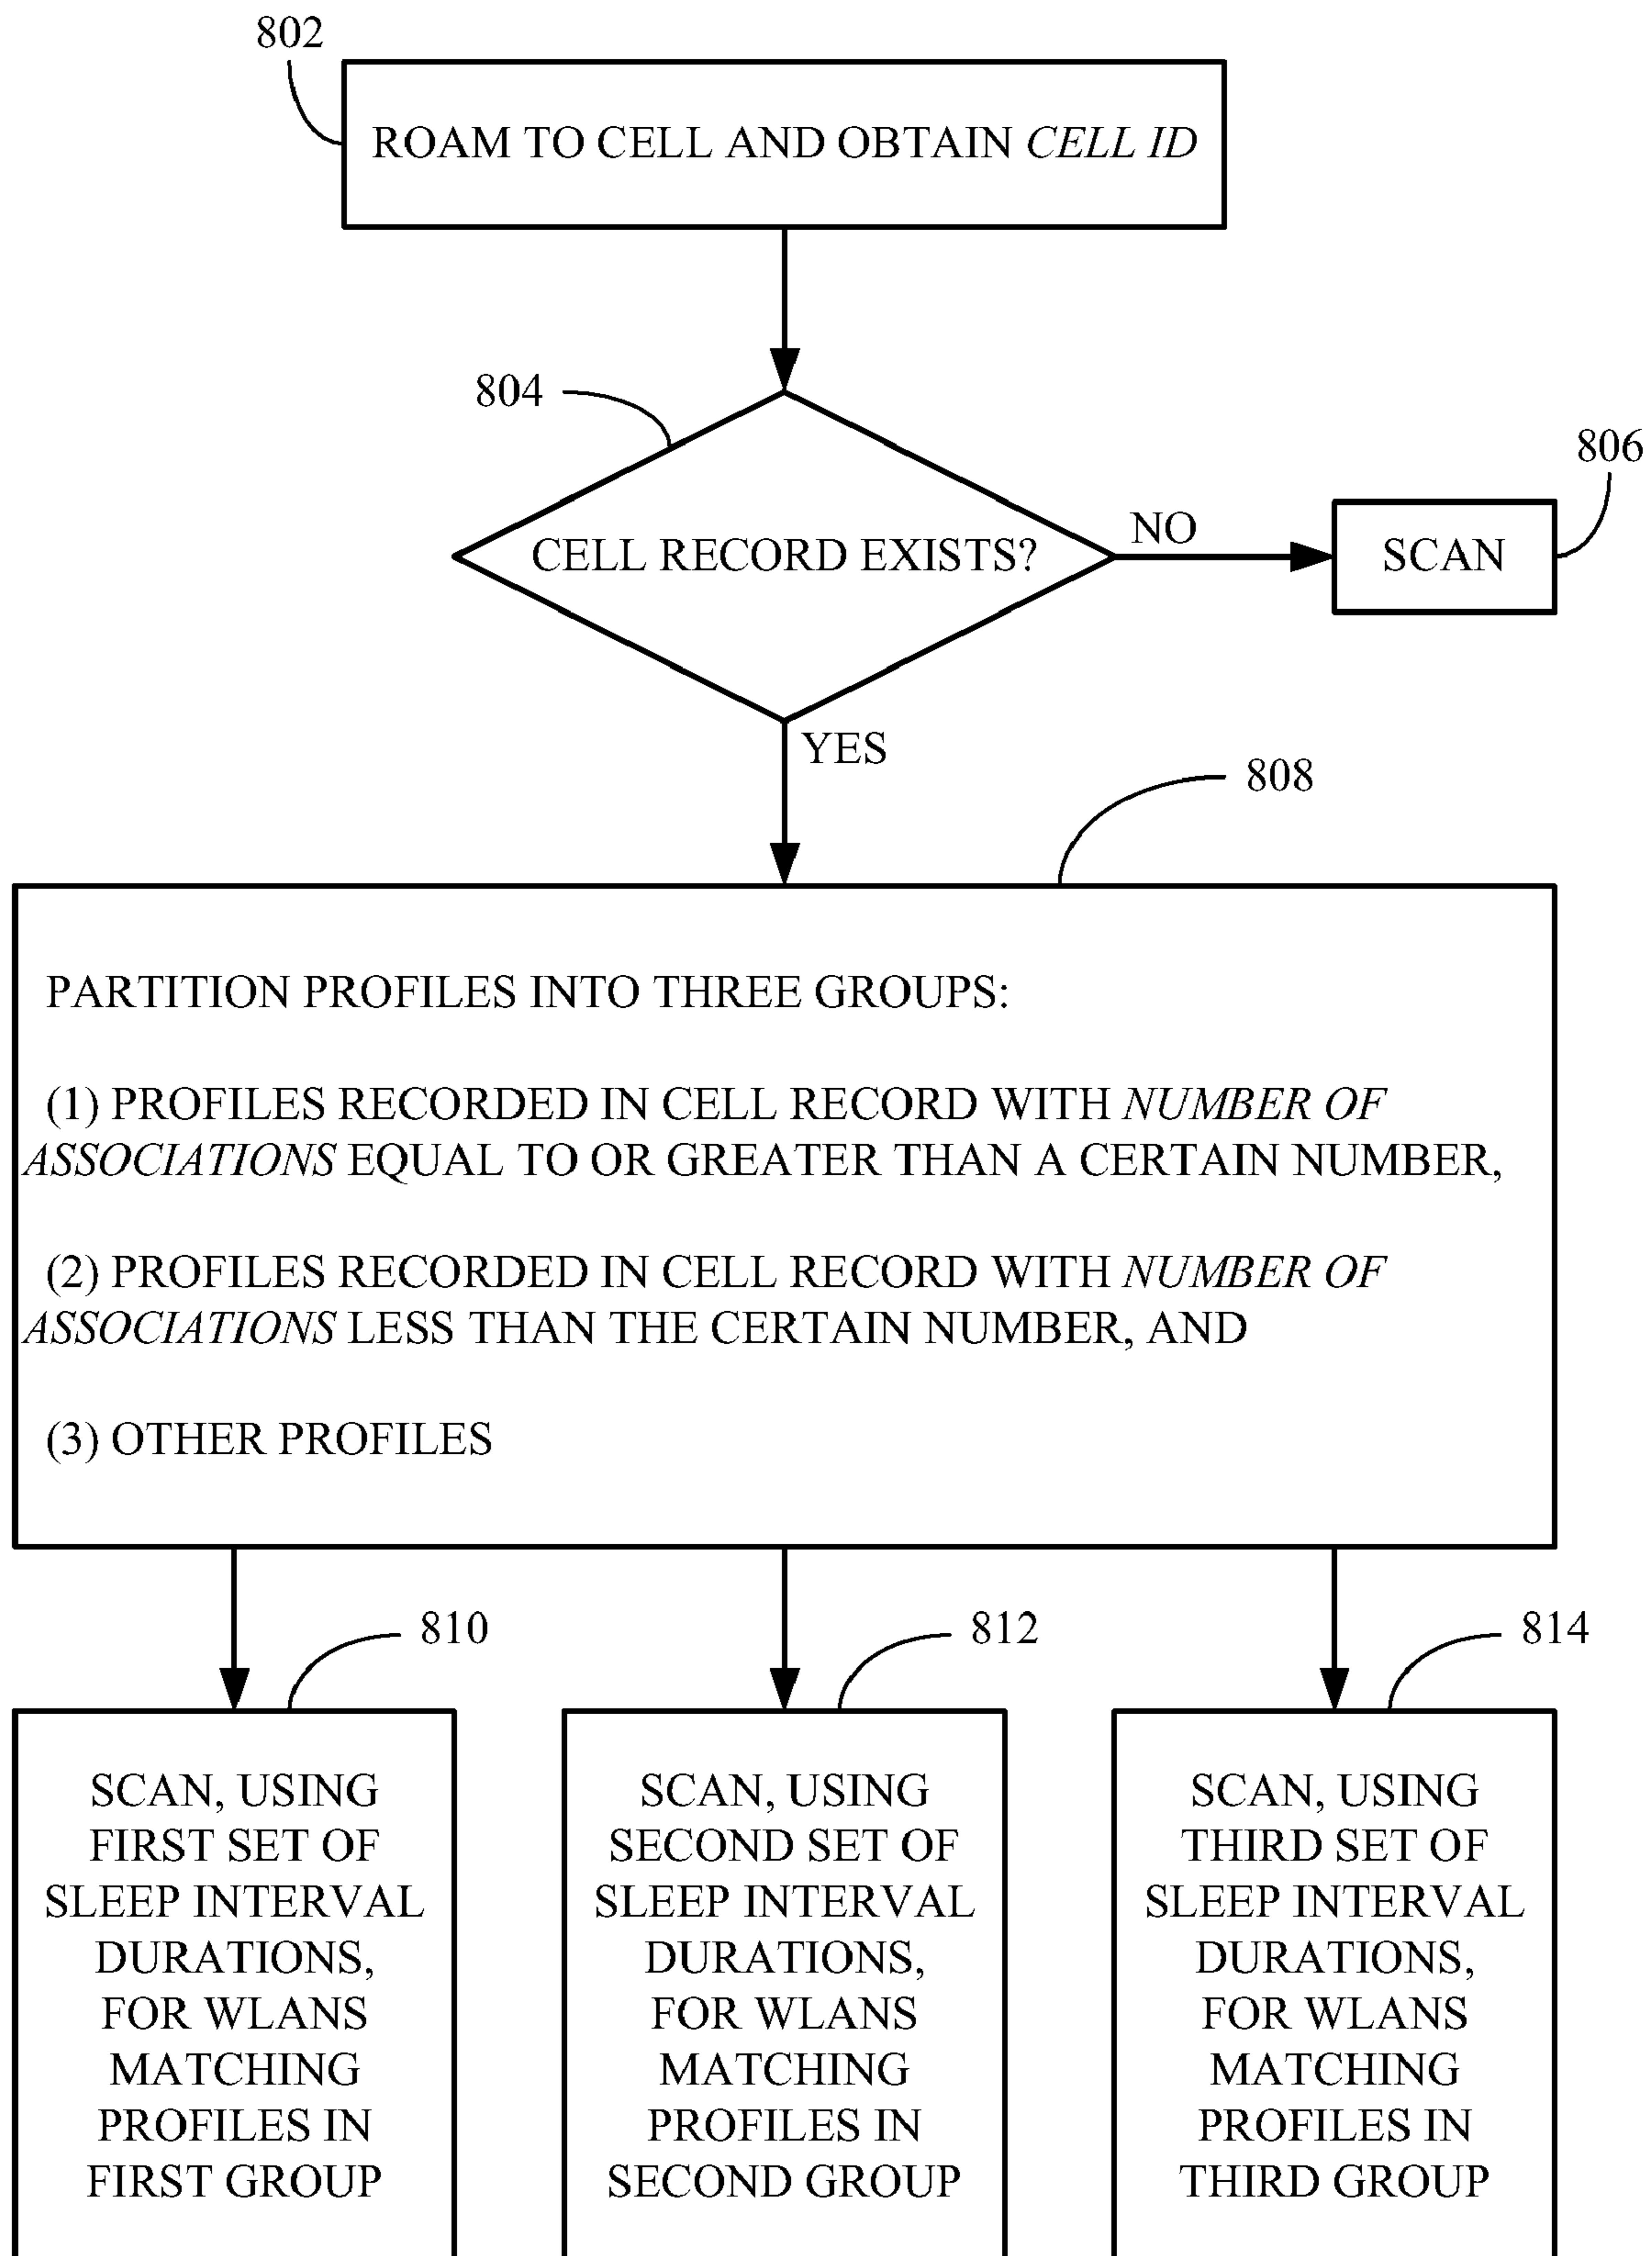 802
ROAM TO CELL AND OBTAIN CELL ID
804
CELL RECORD EXISTS?
NO
806
SCAN
YES
808
PARTITION PROFILES INTO THREE GROUPS:
(1) PROFILES RECORDED IN CELL RECORD WITH NUMBER OF
ASSOCIATIONS EQUAL TO OR GREATER THAN A CERTAIN NUMBER,
(2) PROFILES RECORDED IN CELL RECORD WITH NUMBER OF
ASSOCIATIONS LESS THAN THE CERTAIN NUMBER, AND
(3) OTHER PROFILES
810
SCAN, USING
FIRST SET OF
SLEEP INTERVAL
DURATIONS,
FOR WLANS
MATCHING
PROFILES IN
FIRST GROUP
812
SCAN, USING
SECOND SET OF
SLEEP INTERVAL
DURATIONS,
FOR WLANS
MATCHING
PROFILES IN
SECOND GROUP
814
SCAN, USING
THIRD SET OF
SLEEP INTERVAL
DURATIONS,
FOR WLANS
MATCHING
PROFILES IN
THIRD GROUP